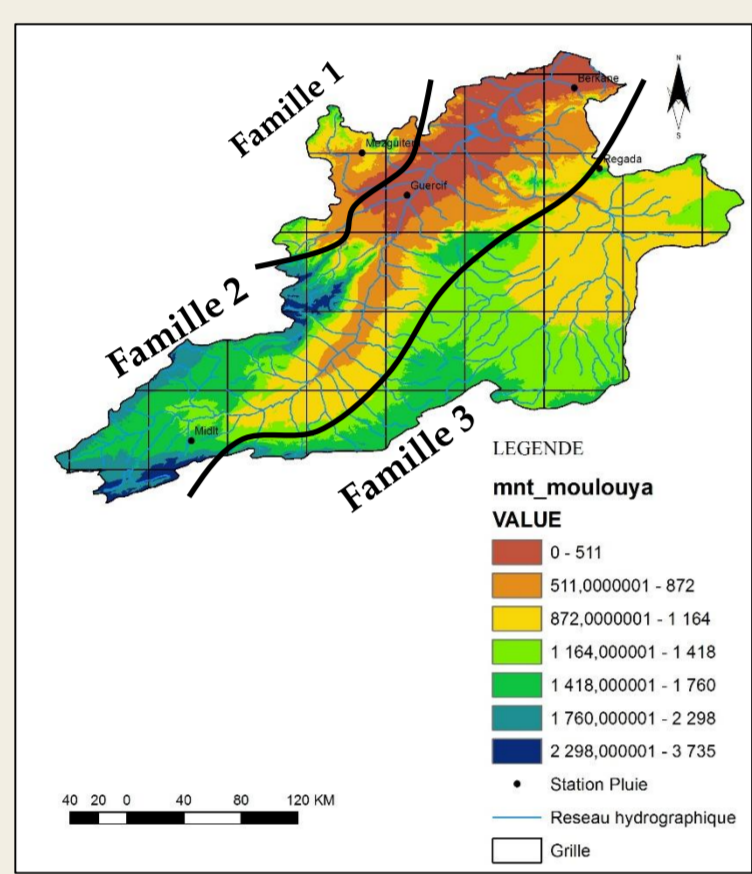 N
Famille 1
Berkane
S
Mezguitem
Regada
Guercif
Famille 2
Midlt
Famille 3
LEGENDE
mnt_moulouya
VALUE
0 - 511
511,0000001 - 872
872,0000001 - 1 164
1 164,000001 - 1 418
1 418,000001 - 1 760
1 760,000001 - 2 298
2 298,000001 - 3 735
Station Pluie
Reseau hydrographique
Grille
40 20 0 40 80 120 KM